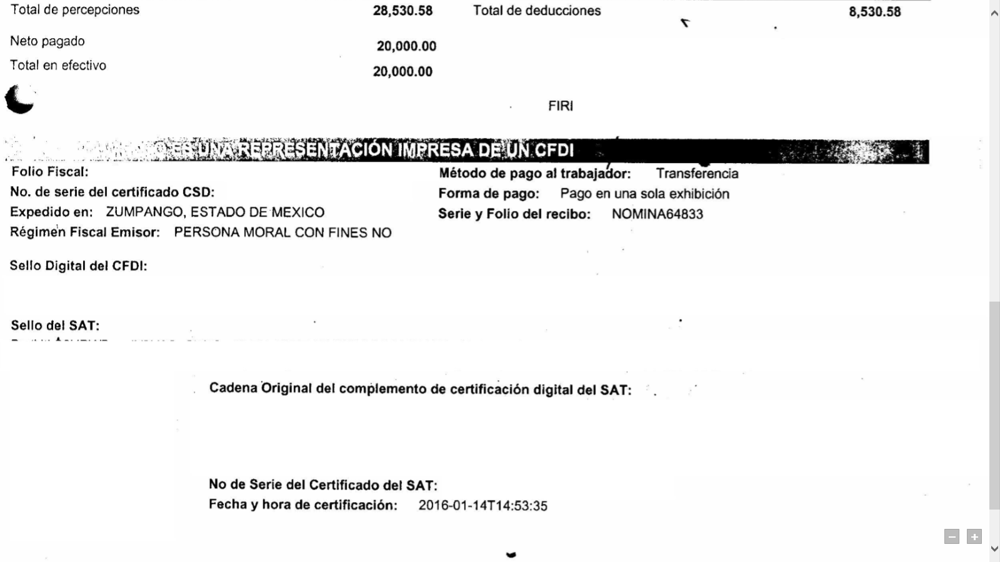 Total de percepciones 28,530.58 Total de deducciones 8,530.58
Neto pagado 20,000.00
Total en efectivo 20,000.00
FIRI
ES UNA REPRESENTACIÓN IMPRESA DE UN CFDI
Folio Fiscal: Método de pago al trabajador: Transferencia
No. de serie del certificado CSD: Forma de pago: Pago en una sola exhibición
Expedido en: ZUMPANGO, ESTADO DE MEXICO Serie y Folio del recibo: NOMINA64833
Régimen Fiscal Emisor: PERSONA MORAL CON FINES NO
Sello Digital del CFDI:
Sello del SAT:
Cadena Original del complemento de certificación digital del SAT:
No de Serie del Certificado del SAT:
Fecha y hora de certificación: 2016-01-14T14:53:35